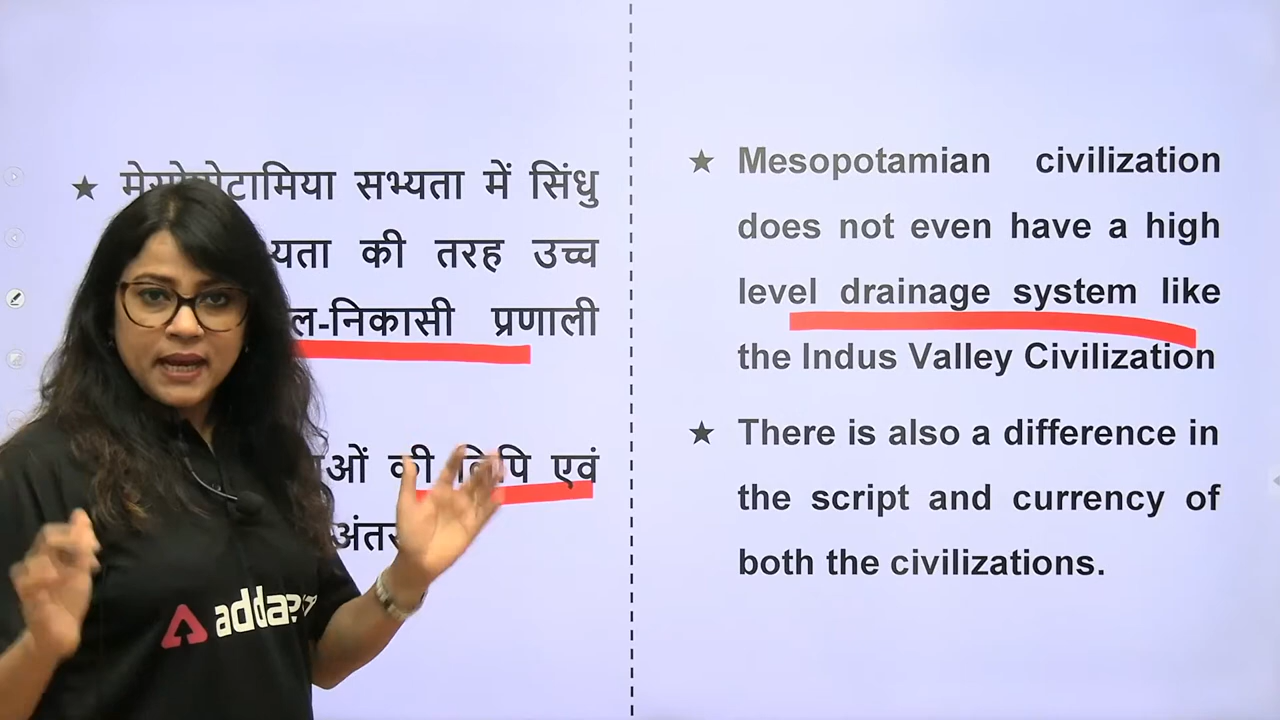 ★ मेसोपोटामिया सभ्यता में सिंधु
की तरह उच्च
प्रणाली
एवं
★ Mesopotamian civilization
does not even have a high
level drainage system like
the Indus Valley Civilization
★ There is also a difference in
the script and currency of
both the civilizations.